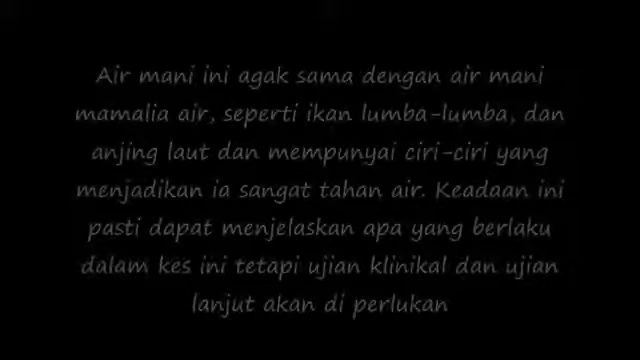 Air mani ini agak sama dengan air mani
mamalia air, seperti ikan lumba-lumba, dan
anjing laut dan mempunyai ciri-ciri yang
menjadikan ia sangat tahan air. Keadaan ini
pasti dapat menjelaskan apa yang berlaku
dalam kes ini tetapi ujian klinikal dan ujian
lanjut akan di perlukan